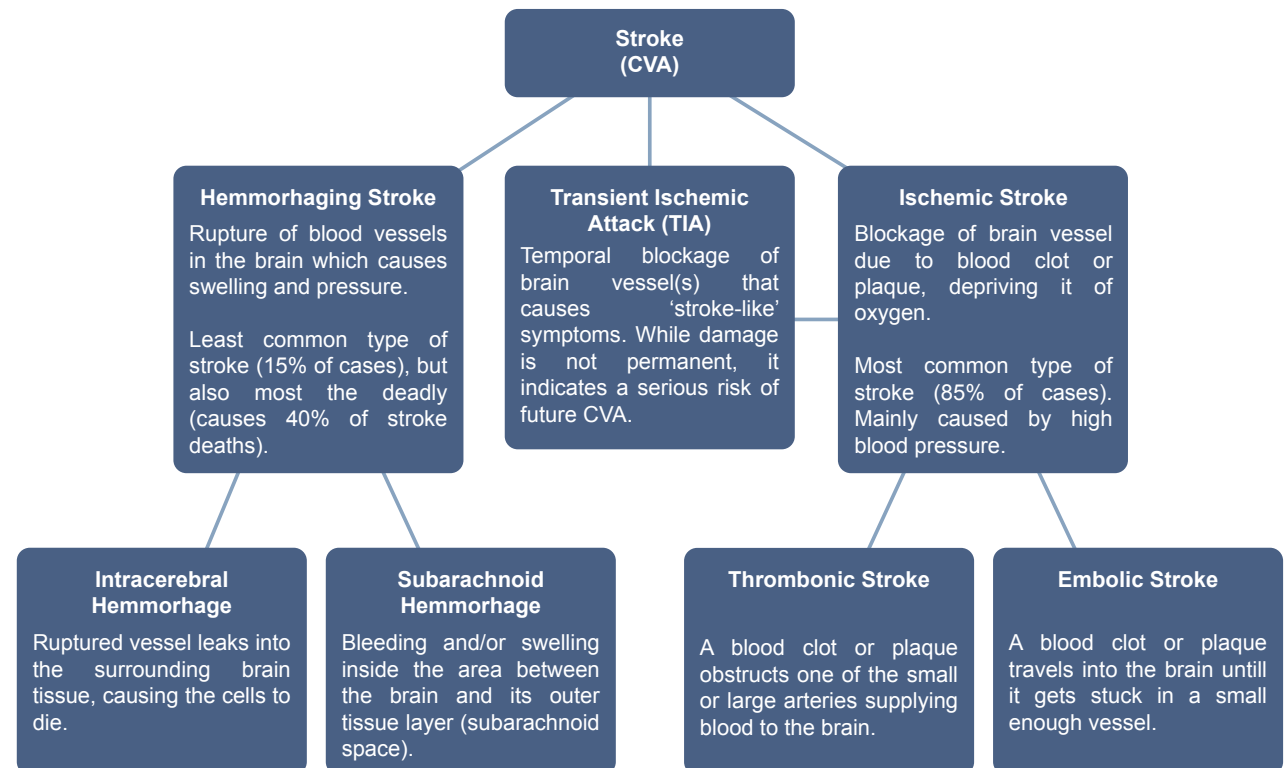 Stroke
(CVA)
Hemmorhaging Stroke
Rupture of blood vessels
in the brain which causes
swelling and pressure.
Least common type of
stroke (15% of cases), but
also most the deadly
(causes 40% of stroke
deaths).
Transient Ischemic
Attack (TIA)
Temporal blockage of
brain vessel(s) that
causes ‘stroke-like’
symptoms. While damage
is not permanent, it
indicates a serious risk of
future CVA.
Ischemic Stroke
Blockage of brain vessel
due to blood clot or
plaque, depriving it of
oxygen.
Most common type of
stroke (85% of cases).
Mainly caused by high
blood pressure.
Intracerebral
Hemmorhage
Ruptured vessel leaks into
the surrounding brain
tissue, causing the cells to
die.
Subarachnoid
Hemmorhage
Bleeding and/or swelling
inside the area between
the brain and its outer
tissue layer (subarachnoid
space).
Thrombonic Stroke
A blood clot or plaque
obstructs one of the small
or large arteries supplying
blood to the brain.
Embolic Stroke
A blood clot or plaque
travels into the brain untill
it gets stuck in a small
enough vessel.